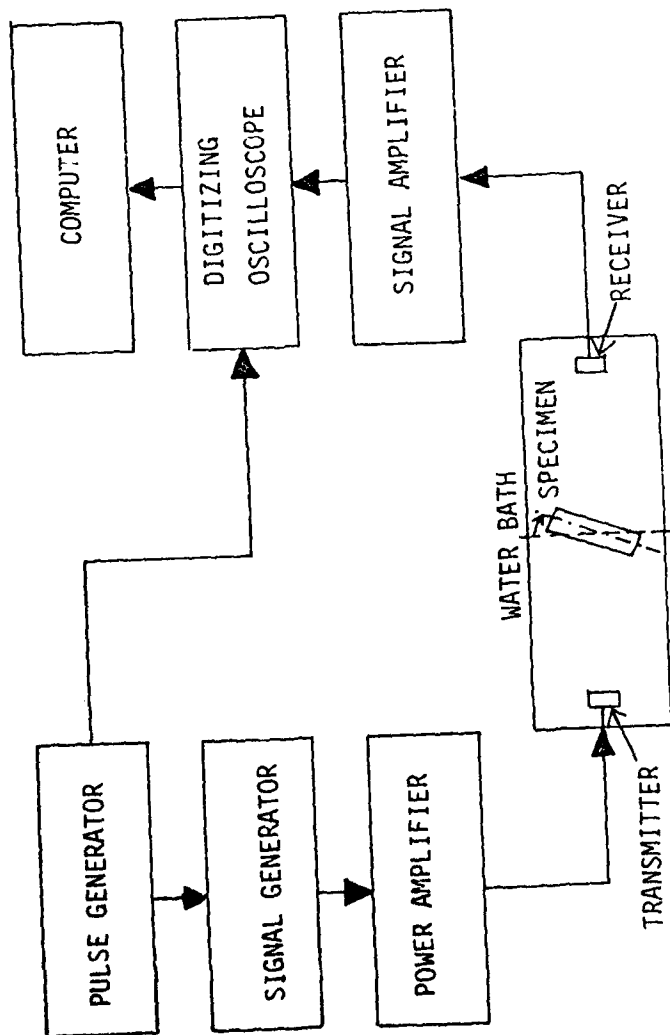 PULSE GENERATOR
SIGNAL GENERATOR
POWER AMPLIFIER
TRANSMITTER
WATER BATH
SPECIMEN
RECEIVER
SIGNAL AMPLIFIER
DIGITIZING
OSCILLOSCOPE
COMPUTER